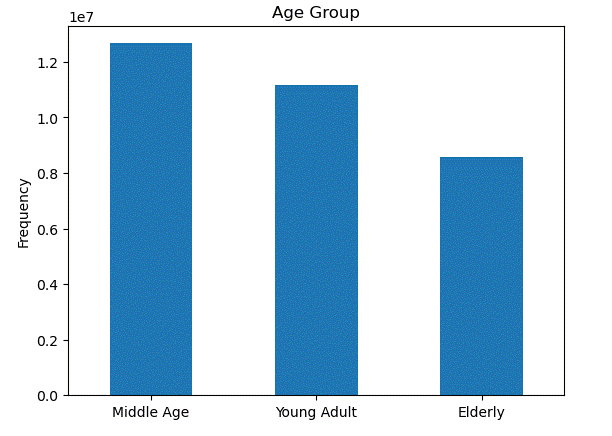 Age Group
1e7
1.2
1.0
0.8
0.6
0.4
0.2
0.0
Frequency
Middle Age
Young Adult
Elderly